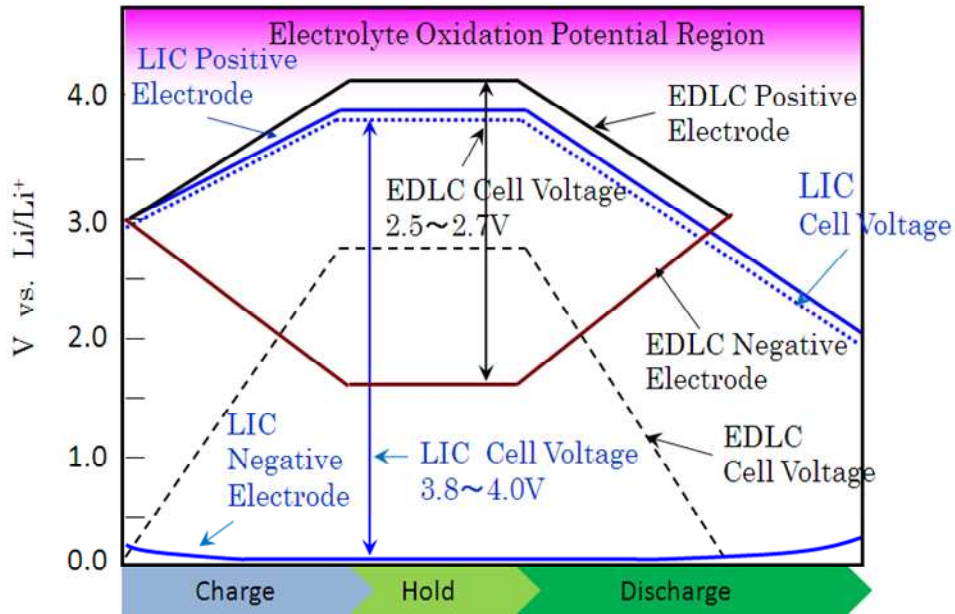 Electrolyte Oxidation Potential Region
LIC Positive
Electrode
4.0
EDLC Positive
Electrode
EDLC Cell Voltage
2.5～2.7V
LIC
Cell Voltage
3.0
V vs. Li/Li⁺
2.0
EDLC Negative
Electrode
LIC
Negative
Electrode
1.0
LIC Cell Voltage
3.8～4.0V
EDLC
Cell Voltage
0.0
Charge
Hold
Discharge